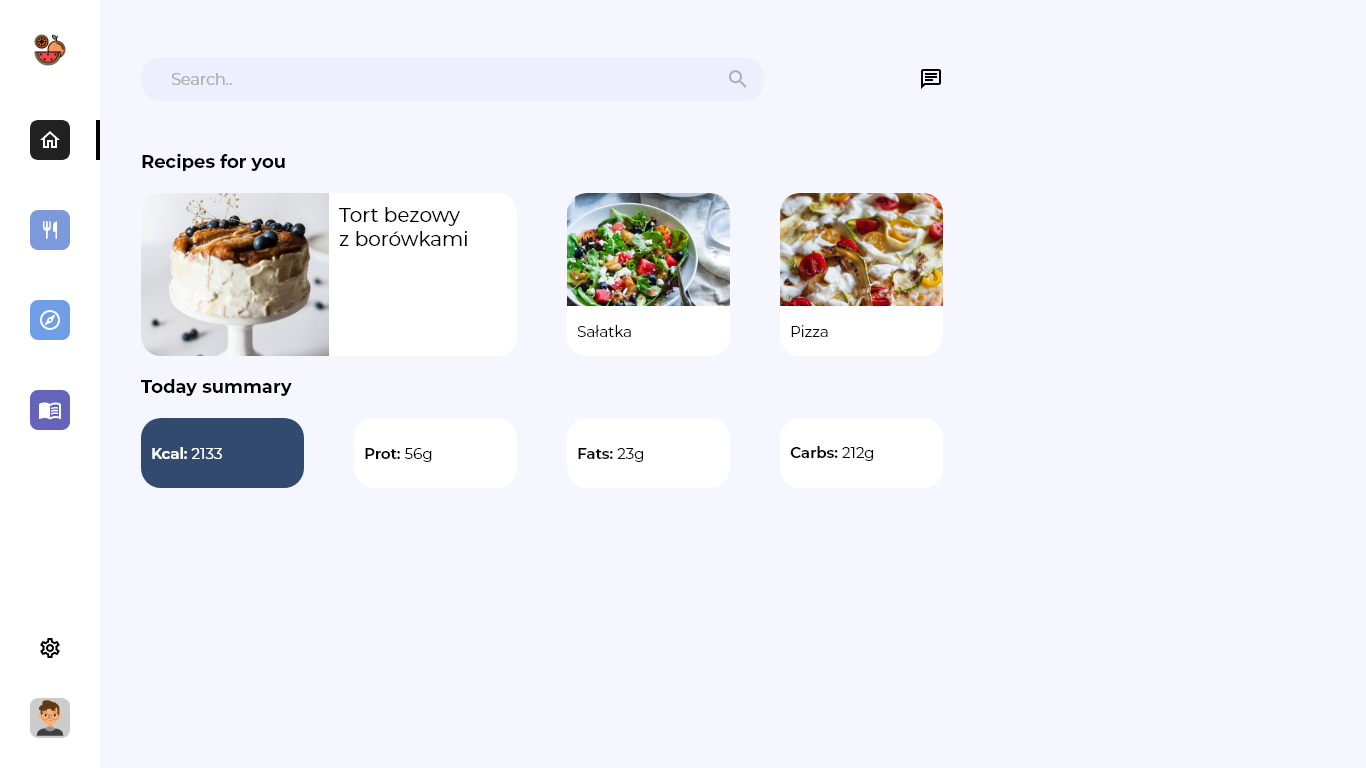 Search..
Recipes for you
Tort bezowy
z borówkami
Sałatka
Pizza
Today summary
Kcal: 2133
Prot: 56g
Fats: 23g
Carbs: 212g